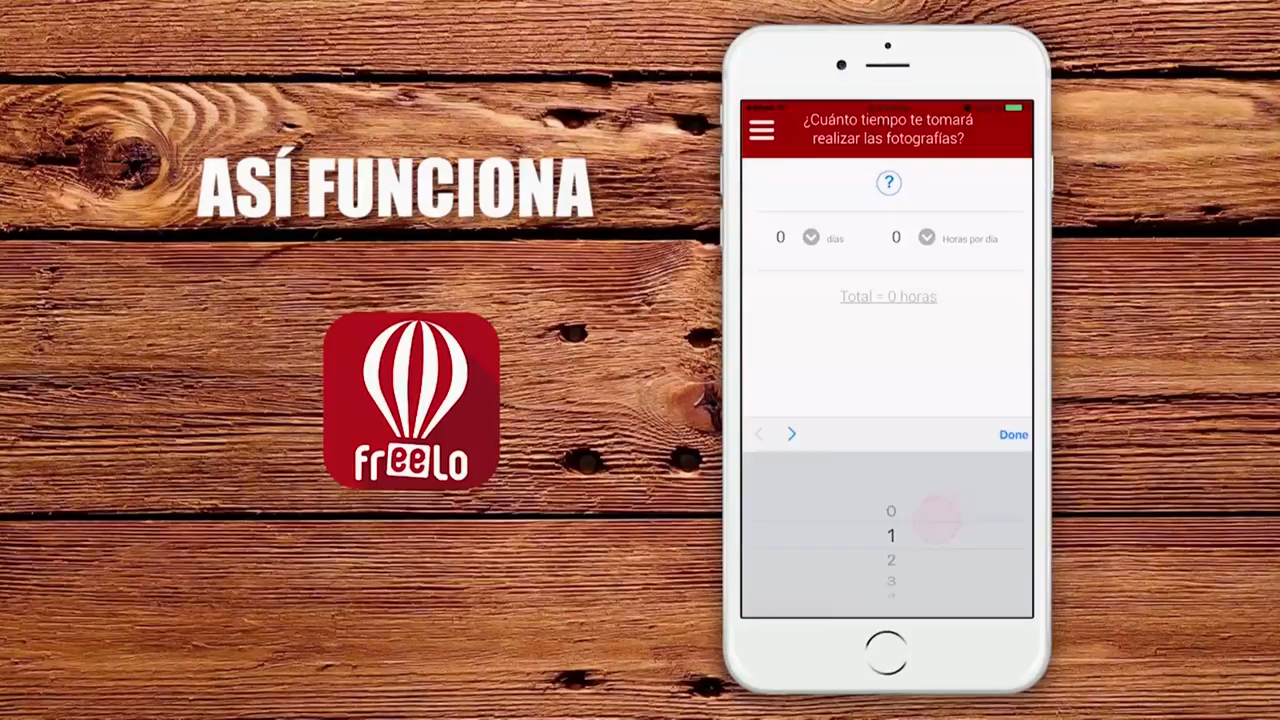 ASÍ FUNCIONA
freeLo
¿Cuánto tiempo te tomará
realizar las fotografías?
?
0 días 0 Horas por día
Total = 0 horas
Done
0
1
2
3